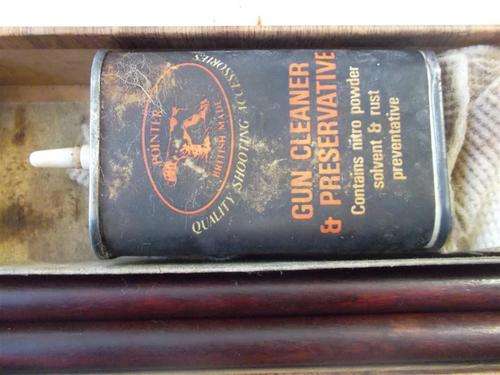 POINTER
BRITISH MADE
QUALITY SHOOTING ACCESSORIES
GUN CLEANER
& PRESERVATIVE
Contains nitro powder
solvent & rust
preventative